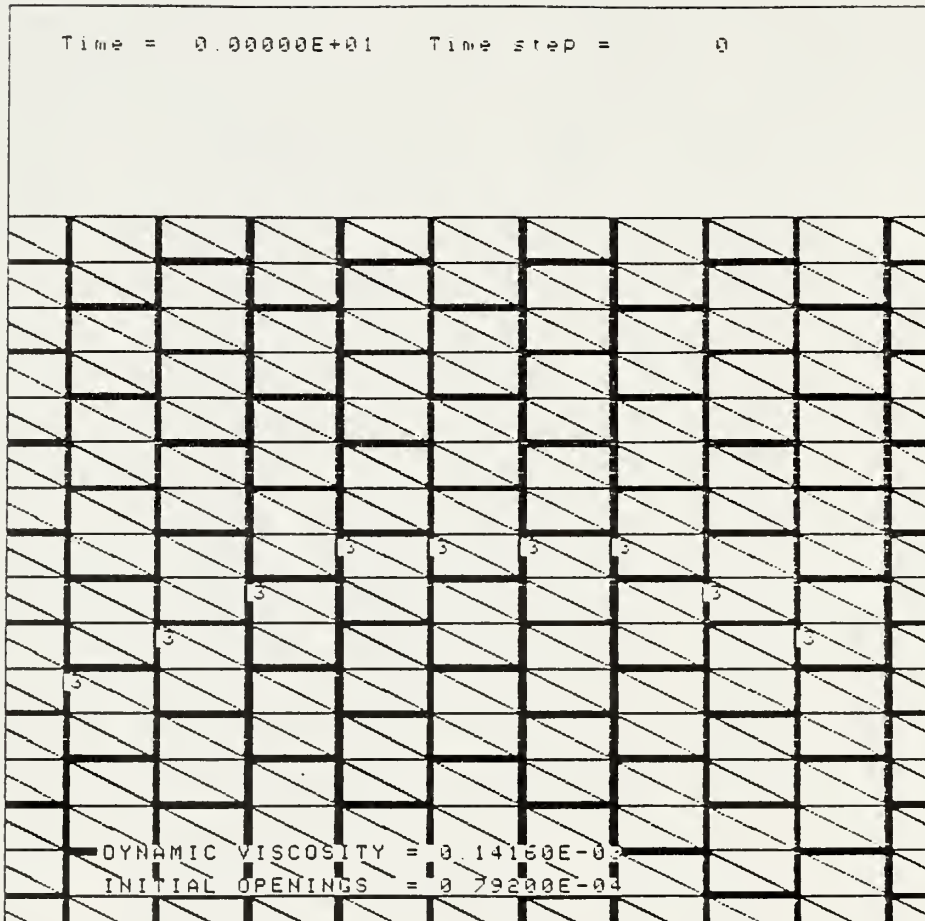 Time = 0.00000E+01 Time step = 0
3 3 3 3
3 3
3 3
3
DYNAMIC VISCOSITY = 0.14160E-03
INITIAL OPENINGS = 0.79200E-04